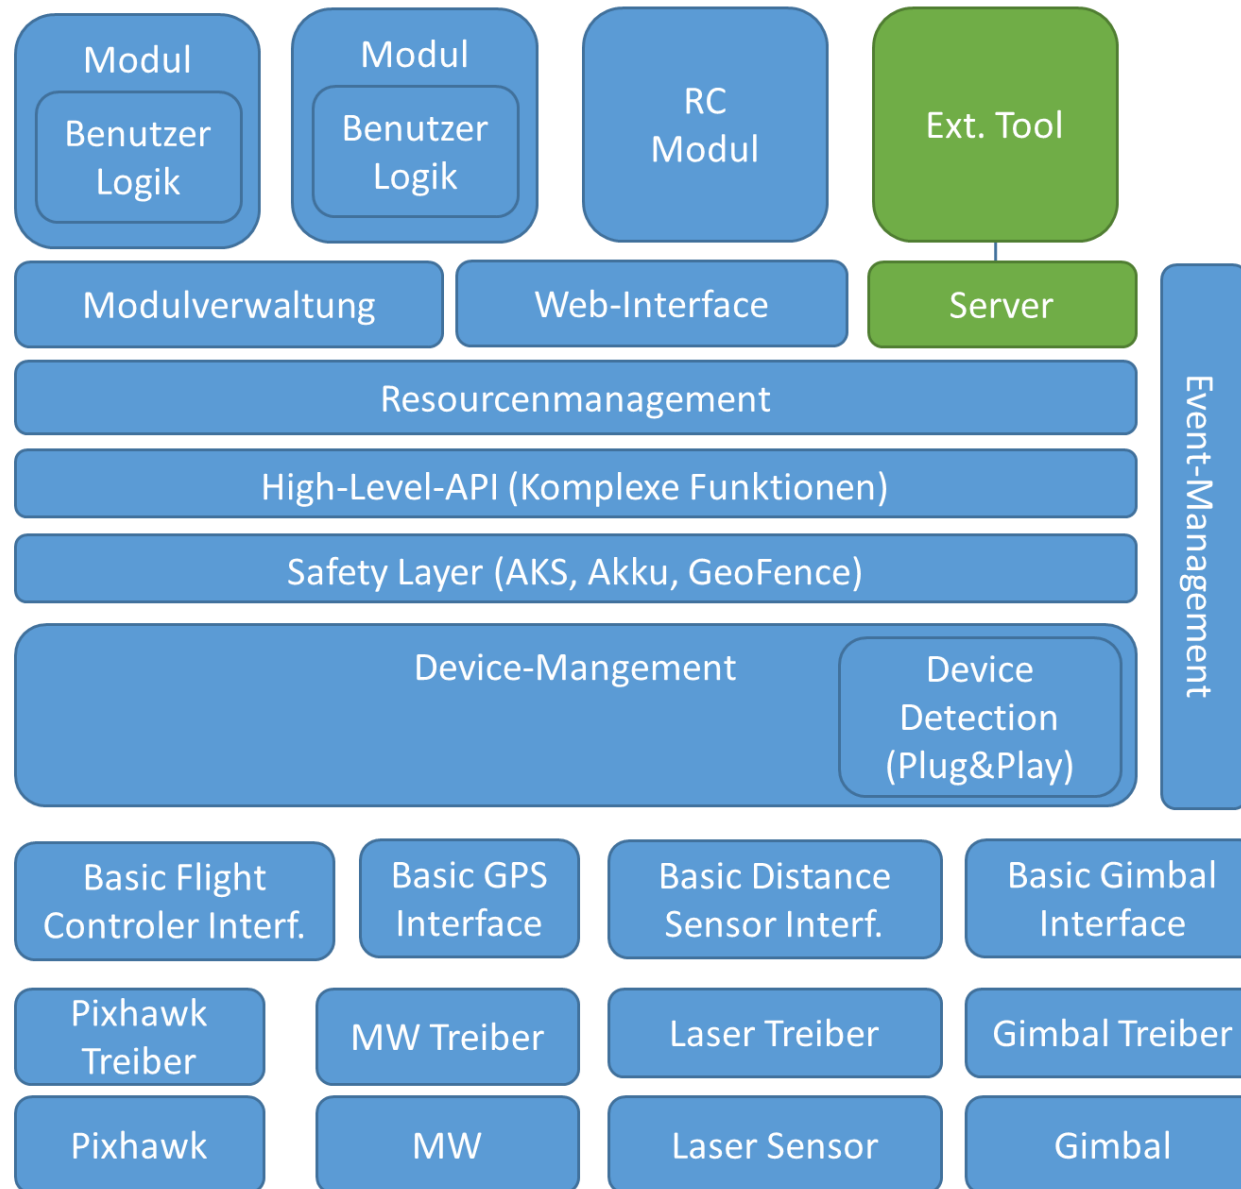 Modul
Benutzer
Logik
Modul
Benutzer
Logik
RC
Modul
Ext. Tool
Modulverwaltung
Web-Interface
Server
Resourcenmanagement
High-Level-API (Komplexe Funktionen)
Safety Layer (AKS, Akku, GeoFence)
Device-Mangement
Device
Detection
(Plug&Play)
Event-Management
Basic Flight
Controler Interf.
Basic GPS
Interface
Basic Distance
Sensor Interf.
Basic Gimbal
Interface
Pixhawk
Treiber
MW Treiber
Laser Treiber
Gimbal Treiber
Pixhawk
MW
Laser Sensor
Gimbal